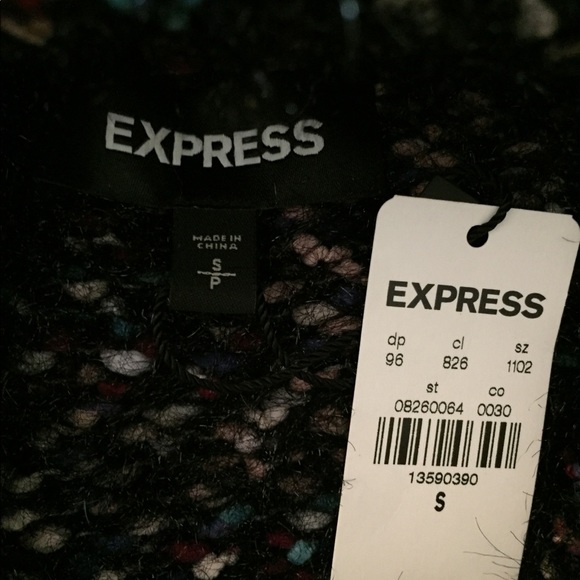 EXPRESS
MADE IN
CHINA
S
P
EXPRESS
dp cl sz
96 826 1102
st co
08260064 0030
13590390
S